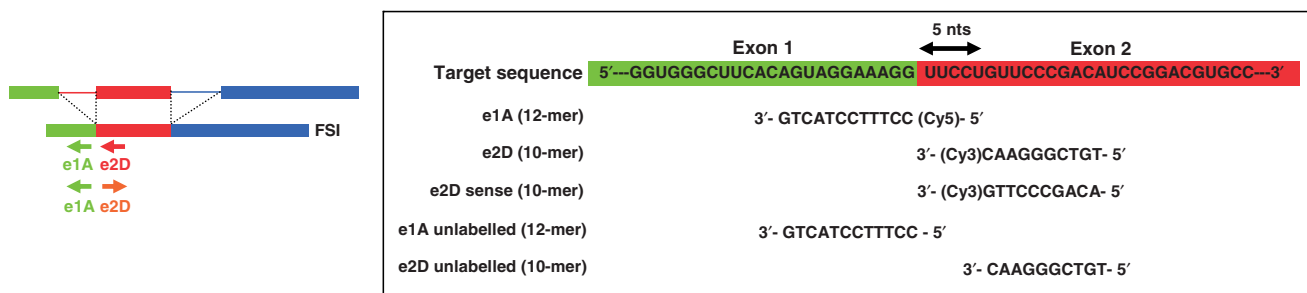 FSI
e1A e2D
e1A e2D
5 nts
Exon 1 Exon 2
Target sequence 5′---GGUGGGCUUCACAGUAGGAAAGG UUCCUGUUCCCGACAUCCGGACGUGCC---3′
e1A (12-mer) 3′- GTCATCCTTTCC (Cy5)- 5′
e2D (10-mer) 3′- (Cy3)CAAGGGCTGT- 5′
e2D sense (10-mer) 3′- (Cy3)GTTCCCGACA- 5′
e1A unlabelled (12-mer) 3′- GTCATCCTTTCC - 5′
e2D unlabelled (10-mer) 3′- CAAGGGCTGT- 5′